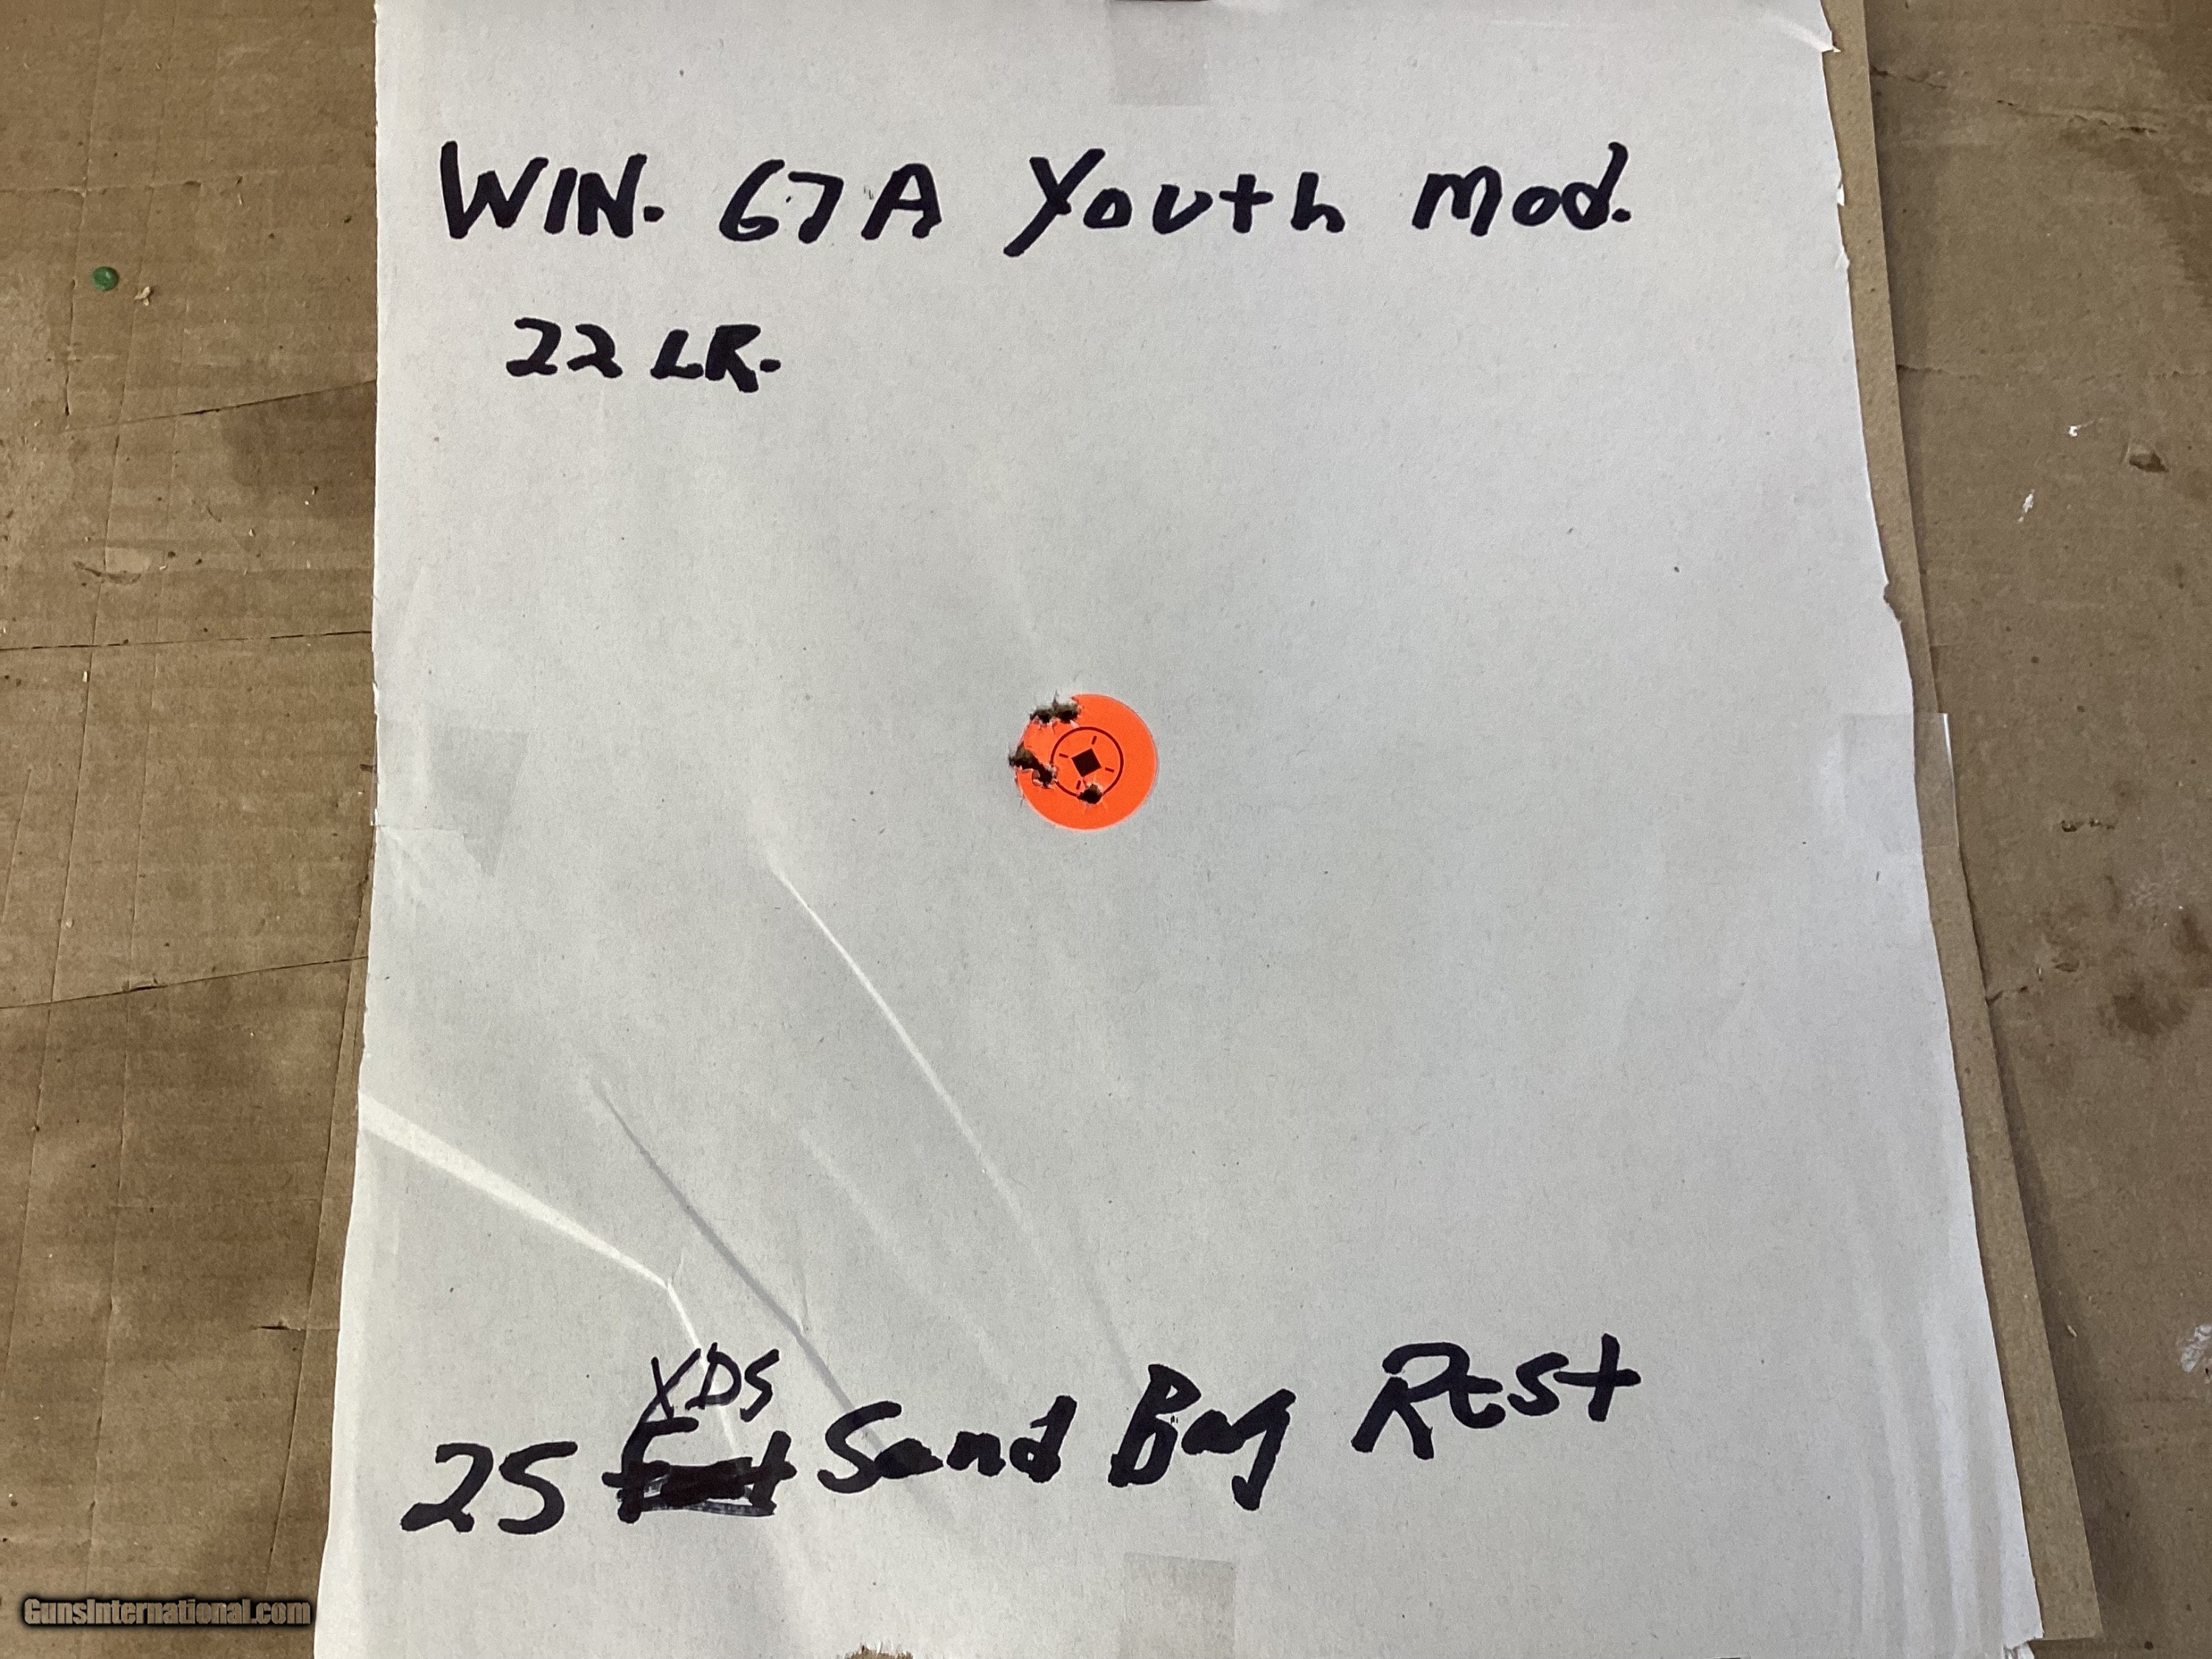 WIN. 67A Youth Mod.
22 LR.
YDS
25 Sand Bag Rest
GunsInternational.com